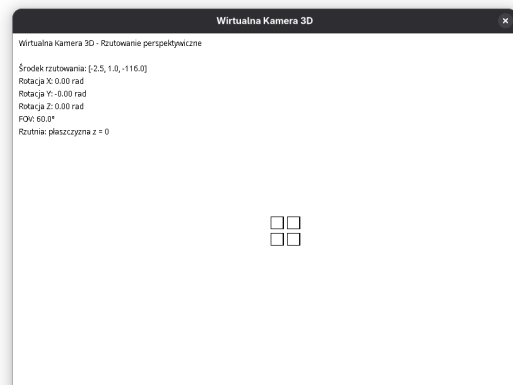 Wirtualna Kamera 3D
Wirtualna Kamera 3D - Rzutowanie perspektywiczne
Środek rzutowania: [-2.5, 1.0, -116.0]
Rotacja X: 0.00 rad
Rotacja Y: -0.00 rad
Rotacja Z: 0.00 rad
FOV: 60.0°
Rzutnia: płaszczyzna z = 0